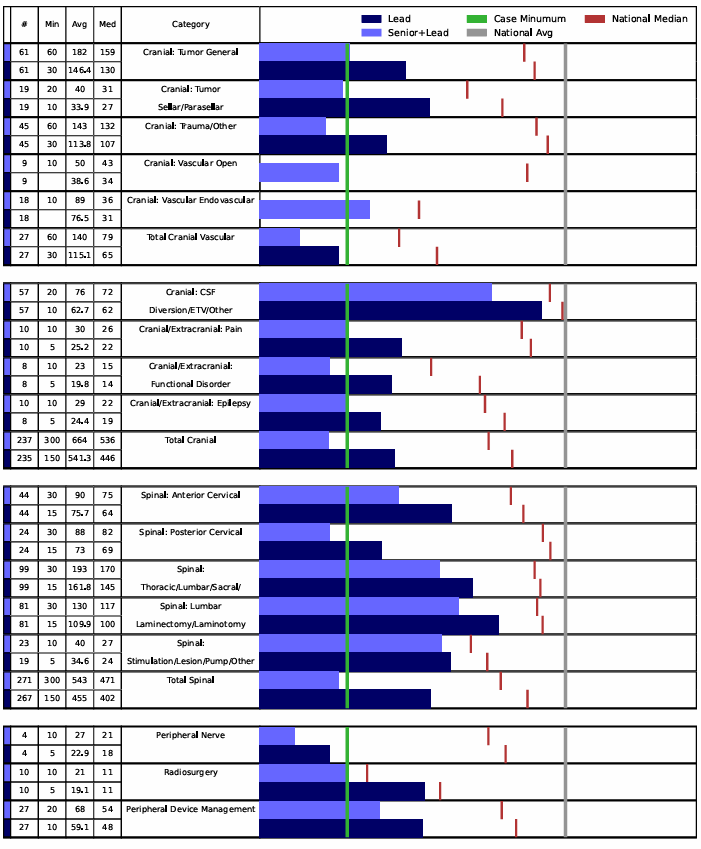 # Min Avg Med Category Lead Case Minumum National Median
Senior+Lead National Avg
61 60 182 159 Cranial: Tumor General
61 30 146.4 130
19 20 40 31 Cranial: Tumor
19 10 33.9 27 Sellar/Parasellar
45 60 143 132 Cranial: Trauma/Other
45 30 113.8 107
9 10 50 43 Cranial: Vascular Open
9 38.6 34
18 10 89 36 Cranial: Vascular Endovascular
18 76.5 31
27 60 140 79 Total Cranial Vascular
27 30 115.1 65
57 20 76 72 Cranial: CSF
57 10 62.7 62 Diversion/ETV/Other
10 10 30 26 Cranial/Extracranial: Pain
10 5 25.2 22
8 10 23 15 Cranial/Extracranial:
8 5 19.8 14 Functional Disorder
10 10 29 22 Cranial/Extracranial: Epilepsy
8 5 24.4 19
237 300 664 536 Total Cranial
235 150 541.3 446
44 30 90 75 Spinal: Anterior Cervical
44 15 75.7 64
24 30 88 82 Spinal: Posterior Cervical
24 15 73 69
99 30 193 170 Spinal:
99 15 161.8 145 Thoracic/Lumbar/Sacral/
81 30 130 117 Spinal: Lumbar
81 15 109.9 100 Laminectomy/Laminotomy
23 10 40 27 Spinal:
19 5 34.6 24 Stimulation/Lesion/Pump/Other
271 300 543 471 Total Spinal
267 150 455 402
4 10 27 21 Peripheral Nerve
4 5 22.9 18
10 10 21 11 Radiosurgery
10 5 19.1 11
27 20 68 54 Peripheral Device Management
27 10 59.1 48